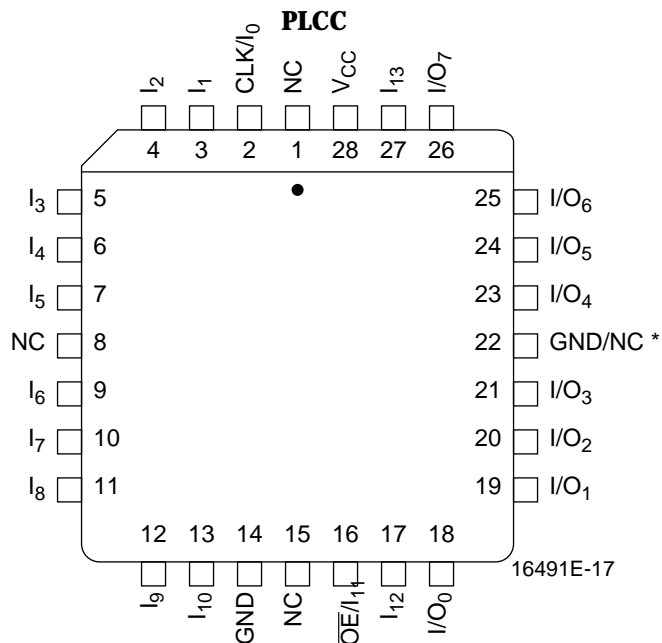 PLCC
I2 I1 CLK/I0 NC VCC I13 I/O7
4 3 2 1 28 27 26
I3 5 25 I/O6
I4 6 24 I/O5
I5 7 23 I/O4
NC 8 22 GND/NC *
I6 9 21 I/O3
I7 10 20 I/O2
I8 11 19 I/O1
12 13 14 15 16 17 18
I9 I10 GND NC OE/I11 I12 I/O0
16491E-17